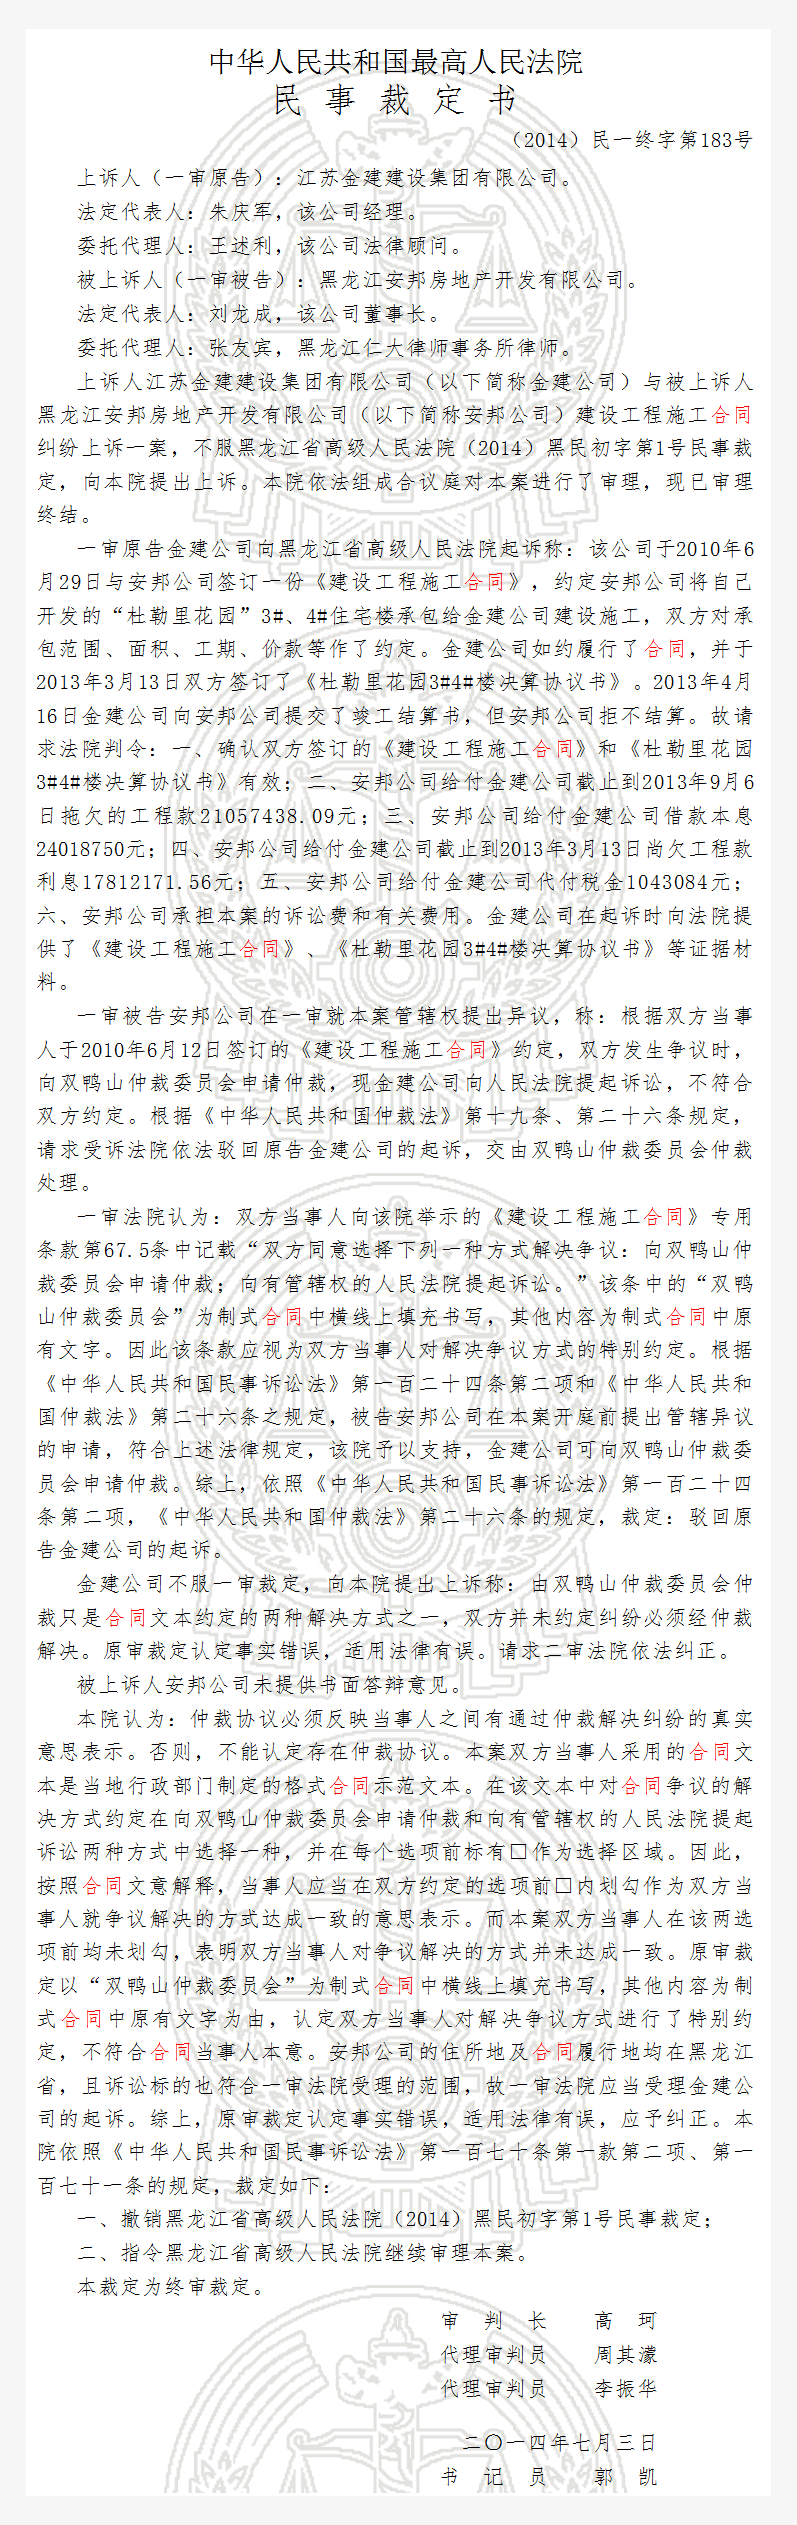 中华人民共和国最高人民法院
民 事 裁 定 书
（2014）民一终字第183号
上诉人（一审原告）：江苏金建建设集团有限公司。
法定代表人：朱庆军，该公司经理。
委托代理人：王述利，该公司法律顾问。
被上诉人（一审被告）：黑龙江安邦房地产开发有限公司。
法定代表人：刘龙成，该公司董事长。
委托代理人：张友宾，黑龙江仁大律师事务所律师。
上诉人江苏金建建设集团有限公司（以下简称金建公司）与被上诉人
黑龙江安邦房地产开发有限公司（以下简称安邦公司）建设工程施工合同
纠纷上诉一案，不服黑龙江省高级人民法院（2014）黑民初字第1号民事裁
定，向本院提出上诉。本院依法组成合议庭对本案进行了审理，现已审理
终结。
一审原告金建公司向黑龙江省高级人民法院起诉称：该公司于2010年6
月29日与安邦公司签订一份《建设工程施工合同》，约定安邦公司将自己
开发的“杜勒里花园”3#、4#住宅楼承包给金建公司建设施工，双方对承
包范围、面积、工期、价款等作了约定。金建公司如约履行了合同，并于
2013年3月13日双方签订了《杜勒里花园3#4#楼决算协议书》。2013年4月
16日金建公司向安邦公司提交了竣工结算书，但安邦公司拒不结算。故请
求法院判令：一、确认双方签订的《建设工程施工合同》和《杜勒里花园
3#4#楼决算协议书》有效；二、安邦公司给付金建公司截止到2013年9月6
日拖欠的工程款21057438.09元；三、安邦公司给付金建公司借款本息
24018750元；四、安邦公司给付金建公司截止到2013年3月13日尚欠工程款
利息17812171.56元；五、安邦公司给付金建公司代付税金1043084元；
六、安邦公司承担本案的诉讼费和有关费用。金建公司在起诉时向法院提
供了《建设工程施工合同》、《杜勒里花园3#4#楼决算协议书》等证据材
料。
一审被告安邦公司在一审就本案管辖权提出异议，称：根据双方当事
人于2010年6月12日签订的《建设工程施工合同》约定，双方发生争议时，
向双鸭山仲裁委员会申请仲裁，现金建公司向人民法院提起诉讼，不符合
双方约定。根据《中华人民共和国仲裁法》第十九条、第二十六条规定，
请求受诉法院依法驳回原告金建公司的起诉，交由双鸭山仲裁委员会仲裁
处理。
一审法院认为：双方当事人向该院举示的《建设工程施工合同》专用
条款第67.5条中记载“双方同意选择下列一种方式解决争议：向双鸭山仲
裁委员会申请仲裁；向有管辖权的人民法院提起诉讼。”该条中的“双鸭
山仲裁委员会”为制式合同中横线上填充书写，其他内容为制式合同中原
有文字。因此该条款应视为双方当事人对解决争议方式的特别约定。根据
《中华人民共和国民事诉讼法》第一百二十四条第二项和《中华人民共和
国仲裁法》第二十六条之规定，被告安邦公司在本案开庭前提出管辖异议
的申请，符合上述法律规定，该院予以支持，金建公司可向双鸭山仲裁委
员会申请仲裁。综上，依照《中华人民共和国民事诉讼法》第一百二十四
条第二项，《中华人民共和国仲裁法》第二十六条的规定，裁定：驳回原
告金建公司的起诉。
金建公司不服一审裁定，向本院提出上诉称：由双鸭山仲裁委员会仲
裁只是合同文本约定的两种解决方式之一，双方并未约定纠纷必须经仲裁
解决。原审裁定认定事实错误，适用法律有误。请求二审法院依法纠正。
被上诉人安邦公司未提供书面答辩意见。
本院认为：仲裁协议必须反映当事人之间有通过仲裁解决纠纷的真实
意思表示。否则，不能认定存在仲裁协议。本案双方当事人采用的合同文
本是当地行政部门制定的格式合同示范文本。在该文本中对合同争议的解
决方式约定在向双鸭山仲裁委员会申请仲裁和向有管辖权的人民法院提起
诉讼两种方式中选择一种，并在每个选项前标有□作为选择区域。因此，
按照合同文意解释，当事人应当在双方约定的选项前□内划勾作为双方当
事人就争议解决的方式达成一致的意思表示。而本案双方当事人在该两选
项前均未划勾，表明双方当事人对争议解决的方式并未达成一致。原审裁
定以“双鸭山仲裁委员会”为制式合同中横线上填充书写，其他内容为制
式合同中原有文字为由，认定双方当事人对解决争议方式进行了特别约
定，不符合合同当事人本意。安邦公司的住所地及合同履行地均在黑龙江
省，且诉讼标的也符合一审法院受理的范围，故一审法院应当受理金建公
司的起诉。综上，原审裁定认定事实错误，适用法律有误，应予纠正。本
院依照《中华人民共和国民事诉讼法》第一百七十条第一款第二项、第一
百七十一条的规定，裁定如下：
一、撤销黑龙江省高级人民法院（2014）黑民初字第1号民事裁定；
二、指令黑龙江省高级人民法院继续审理本案。
本裁定为终审裁定。
审 判 长 高 珂
代理审判员 周其濛
代理审判员 李振华
二〇一四年七月三日
书 记 员 郭 凯